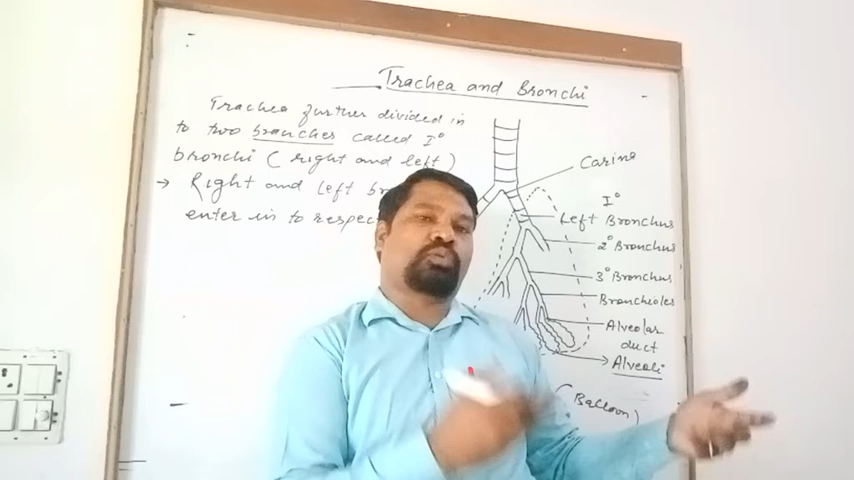 Trachea and Bronchi
Trachea further divided in
to two branches called I°
bronchi (right and left)
→ Right and left
enter in to
Carina
I°
Left Bronchus
2° Bronchus
3° Bronchus
Bronchioles
Alveolar
duct
Alveoli
(Balloon)